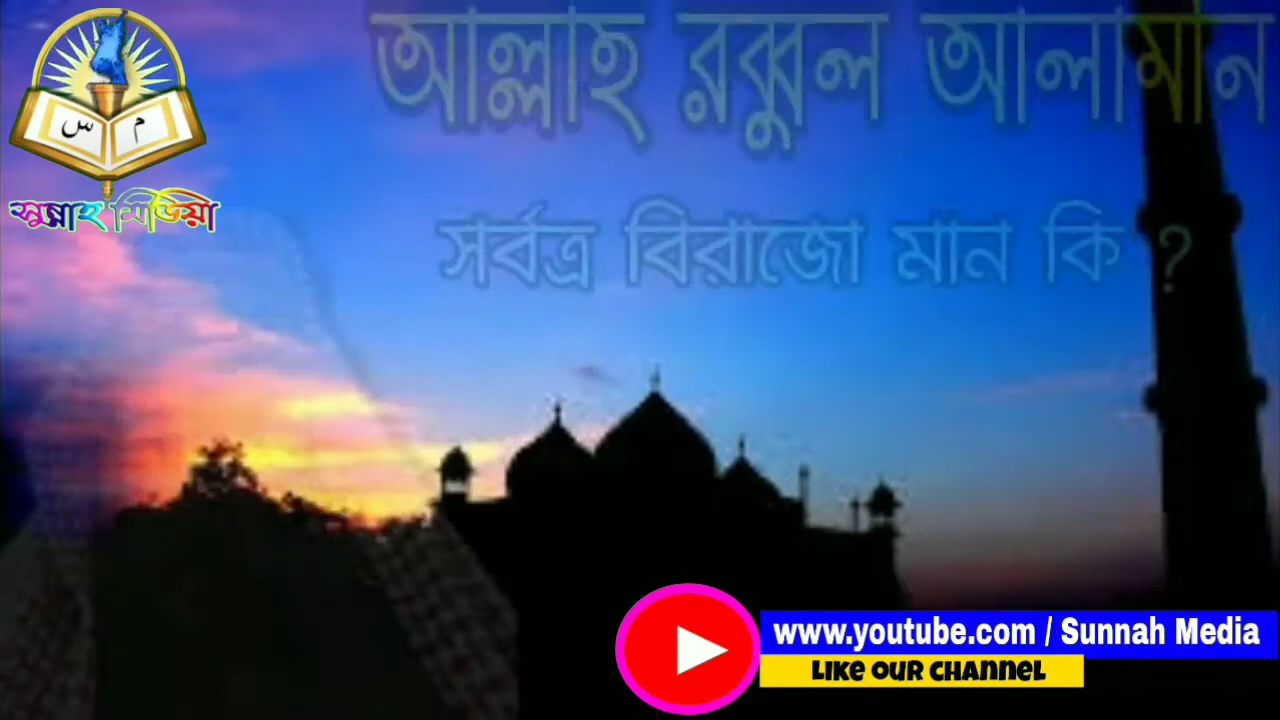 আল্লাহ রব্বুল আলামীন
সর্বত্র বিরাজো মান কি ?
س م
সুন্নাহ মিডিয়া
www.youtube.com / Sunnah Media
LIKE OUR CHANNEL